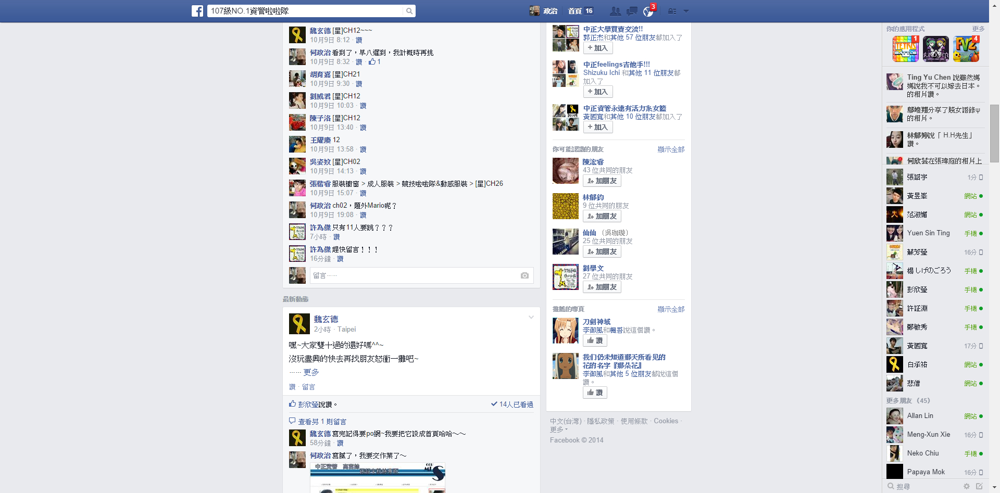 107級NO.1資管啦啦隊
政治 首頁 16
3
魏玄德 [星]CH12~~~
10月9日 8:12 · 讚
何政治 看到了，早八遲到，我計概時再挑
10月9日 8:32 · 讚 · 1
胡育嘉 [星]CH21
10月9日 9:30 · 讚
劉威君 [星]CH12
10月9日 10:03 · 讚
陳子洛 [星]CH12
10月9日 13:40 · 讚
王耀慶 12
10月9日 13:58 · 讚
吳姿妏 [星]CH02
10月9日 14:13 · 讚
張楷睿 服裝櫥窗 > 成人服裝 > 競技啦啦隊&動感服裝 > [星]CH26
10月9日 15:07 · 讚
何政治 ch02，題外Mario呢？
10月9日 19:08 · 讚
許為傑 只有11人要跳？？？
7小時 · 讚
許為傑 趕快留言！！！
16分鐘 · 讚
留言……
最新動態
魏玄德
2小時 · Taipei
嘿~大家雙十過的還好嗎^^~
沒玩盡興的快去再找朋友怒衝一攤吧~
…… 更多
讚 · 留言
彭欣瑩說讚。
14人已看過
查看另 1 則留言
魏玄德 寫完記得要po網~我要把它設成首頁哈哈～～
58分鐘 · 讚
何政治 寫膩了，我要交作業了～
中正資管
中正大學買賣交流!!
郭正杰和其他 57 位朋友都加入了
+ 加入
中正feelings吉他手!!!
Shizuku Ichi 和其他 11 位朋友都
加入了
+ 加入
中正資管永遠有活力系女籃
黃國寬和其他 10 位朋友都加入了
+ 加入
你可能認識的朋友 顯示全部
陳浤睿
43 位共同的朋友
加朋友
林郁鈞
9 位共同的朋友
加朋友
仙仙 〔吳珈漩〕
25 位共同的朋友
加朋友
劉學文
27 位共同的朋友
加朋友
推薦的專頁 顯示全部
刀劍神域
李御風和楓吾說這個讚。
讚
我们仍未知道那天所看见的
花的名字『那朵花』
李御風和其他 5 位朋友都說這個
讚。
讚
中文(台灣) · 隱私政策 · 使用條款 · Cookies ·
更多
Facebook © 2014
你的應用程式 更多
TETRIS
BATTLE
1
FVZ
4
Ting Yu Chen 說雖然媽
媽說我不可以嫁去日本。
的相片讚。
鄔竣翔分享了賤女語錄ψ
的相片。
林郁婷說「 H.H先生」
讚。
何欣芸在張瑋庭的相片上
張韶宇 1分
黃昱峯 網站
范淑媚 網站
Yuen Sin Ting 手機
蘇芳瑩 16分
楊 しげのごろう 手機
彭欣瑩 手機
許証淵 手機
鄭敏秀 手機
黃國寬 17分
白承祐 網站
悲僧 網站
更多朋友（45）
Allan Lin 網站
Meng-Xun Xie 16分
Neko Chiu 手機
Papaya Mok 16分
搜尋